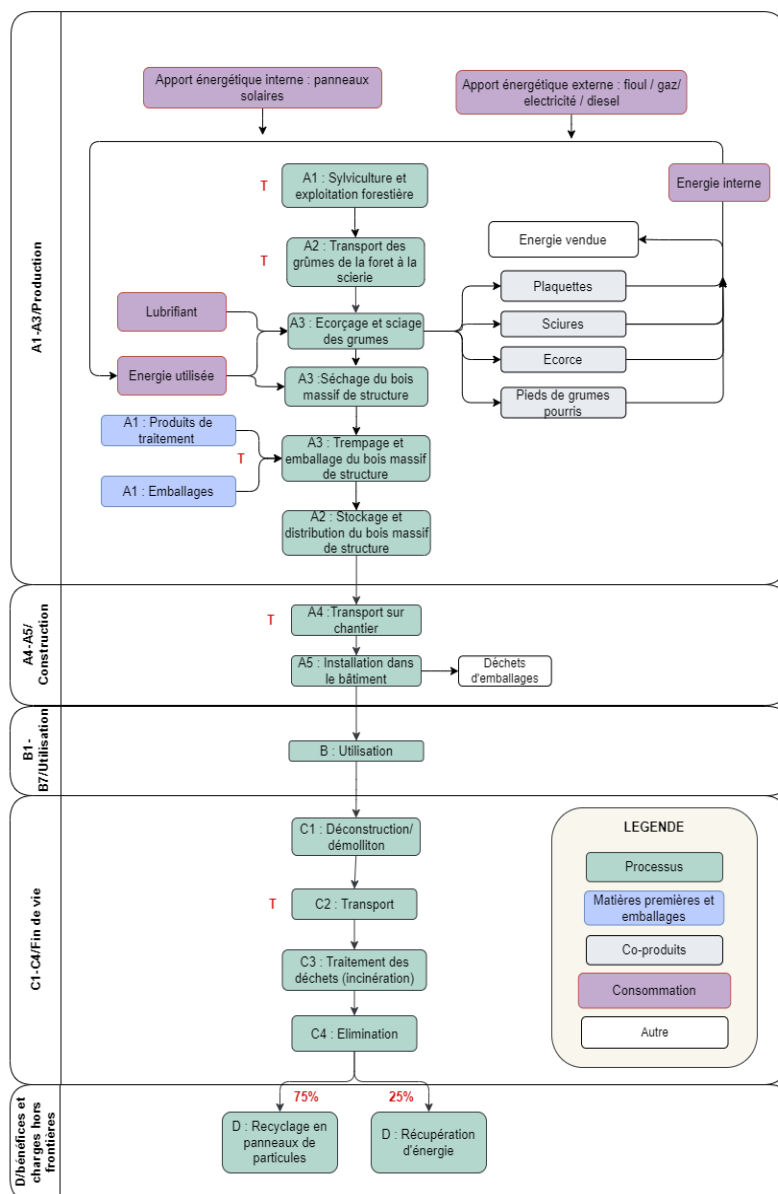 A1-A3/Production
Apport énergétique interne : panneaux
solaires
Apport énergétique externe : fioul / gaz/
electricité / diesel
T
A1 : Sylviculture et
exploitation forestière
Energie interne
T
A2 : Transport des
grûmes de la foret à la
scierie
Energie vendue
Plaquettes
Lubrifiant
A3 : Ecorçage et sciage
des grumes
Sciures
Ecorce
Energie utilisée
A3 :Séchage du bois
massif de structure
Pieds de grumes
pourris
A1 : Produits de
traitement
T
A3 : Trempage et
emballage du bois massif
de structure
A1 : Emballages
A2 : Stockage et
distribution du bois massif
de structure
A4-A5/
Construction
T
A4 :Transport sur
chantier
A5 : Installation dans
le bâtiment
Déchets
d'emballages
B1-
B7/Utilisation
B : Utilisation
C1-C4/Fin de vie
C1 : Déconstruction/
démolliton
T
C2 : Transport
C3 : Traitement des
déchets (incinération)
C4 : Elimination
LEGENDE
Processus
Matières premières et
emballages
Co-produits
Consommation
Autre
D/bénéfices et
charges hors
frontières
75%
25%
D : Recyclage en
panneaux de
particules
D : Récupération
d'énergie